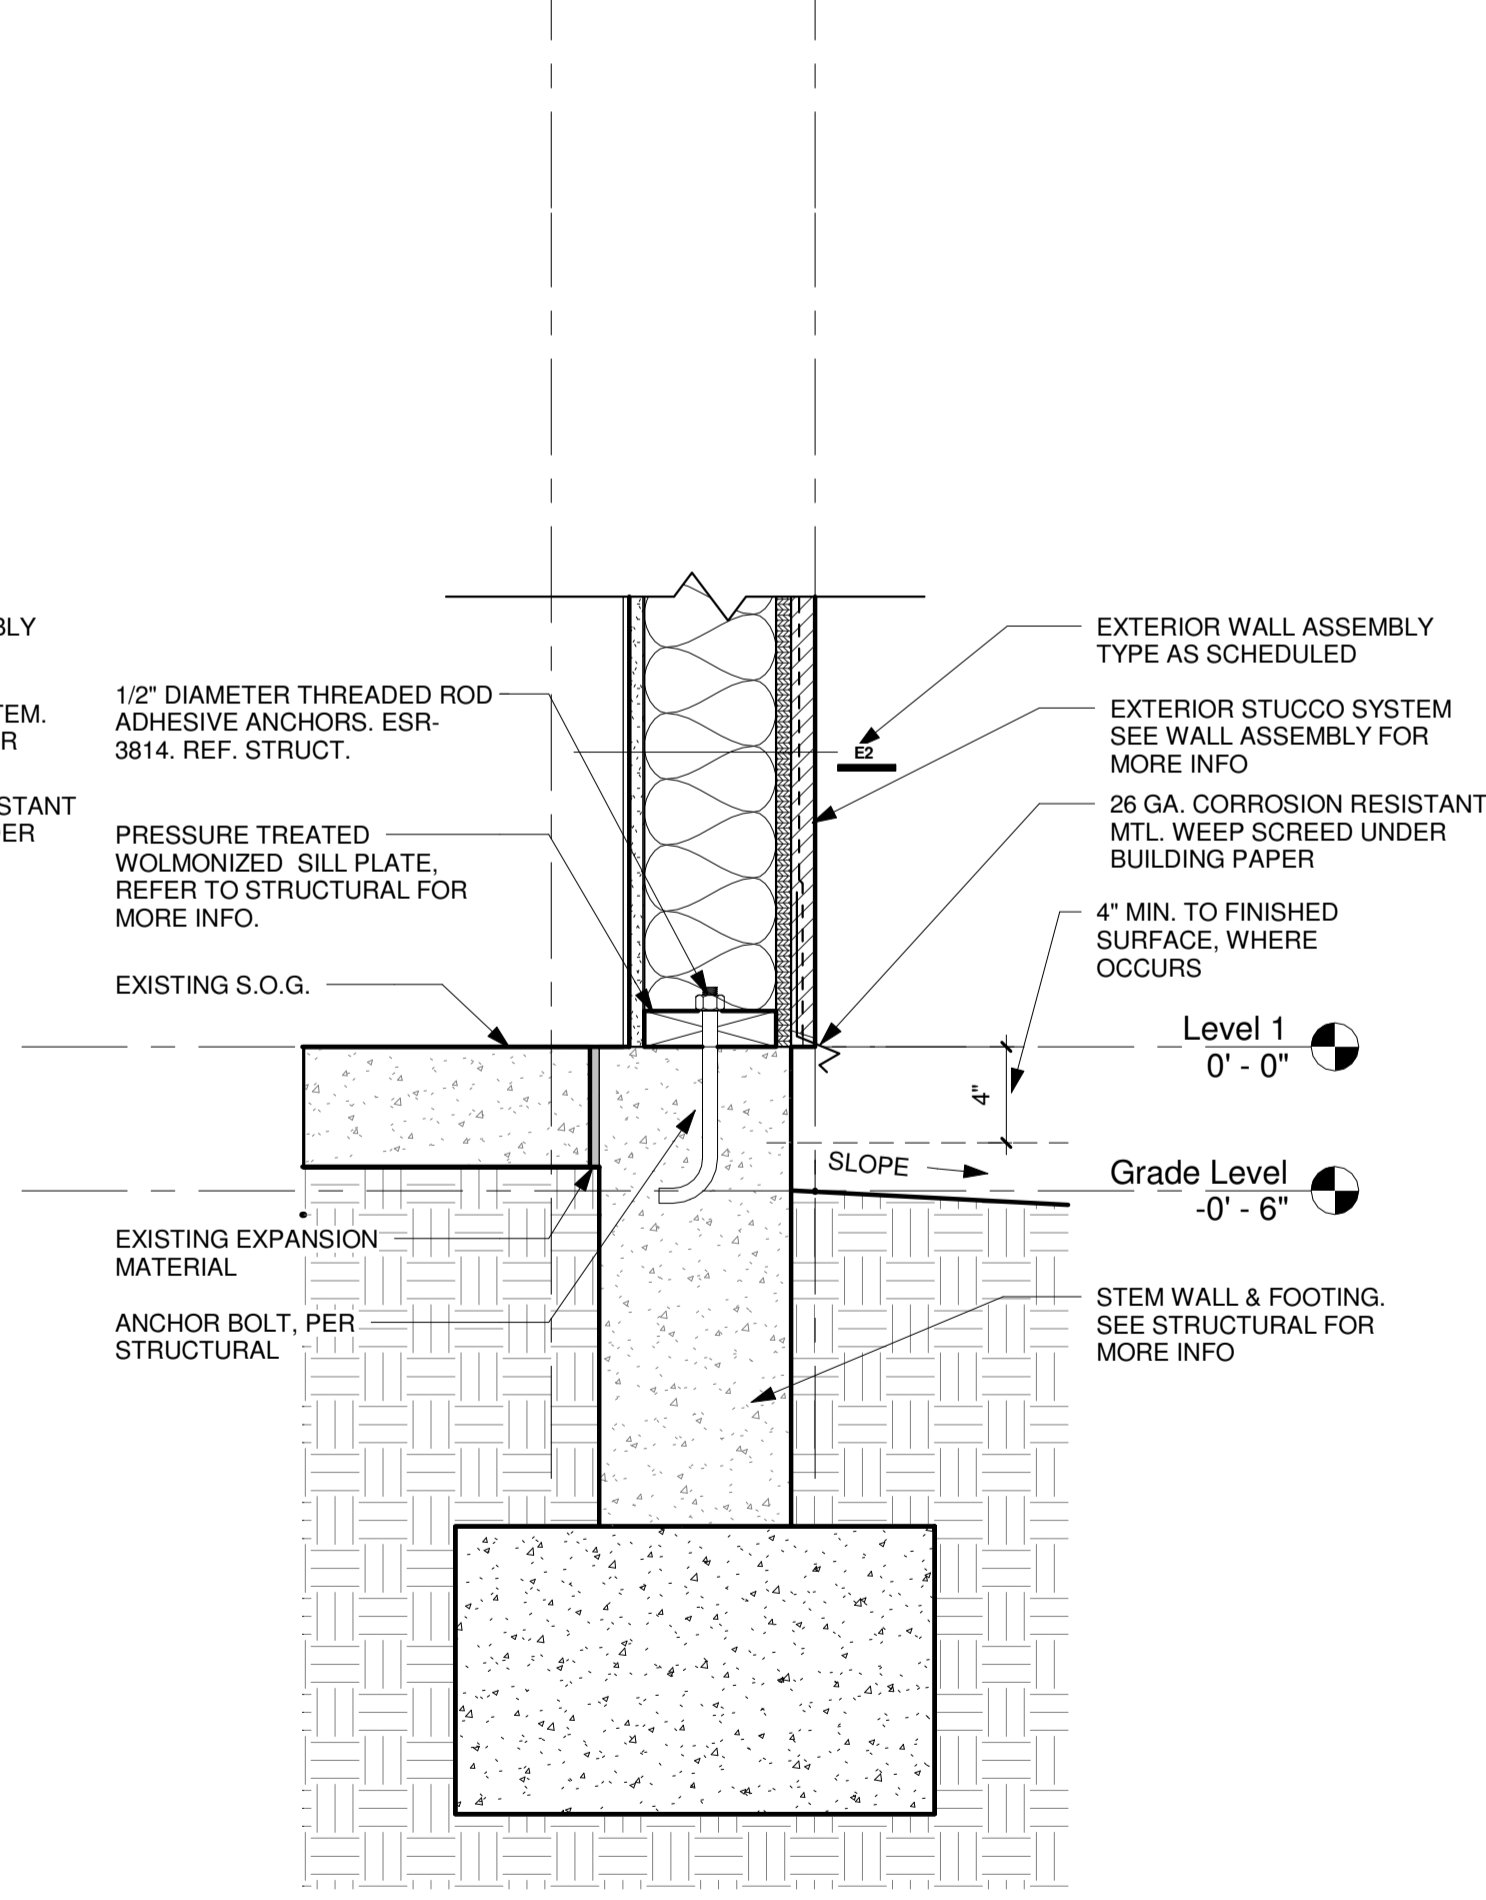 BLY
TEM.
R
STANT
DER
1/2" DIAMETER THREADED ROD
ADHESIVE ANCHORS. ESR-
3814. REF. STRUCT.
PRESSURE TREATED
WOLMONIZED SILL PLATE,
REFER TO STRUCTURAL FOR
MORE INFO.
EXISTING S.O.G.
EXISTING EXPANSION
MATERIAL
ANCHOR BOLT, PER
STRUCTURAL
E2
EXTERIOR WALL ASSEMBLY
TYPE AS SCHEDULED
EXTERIOR STUCCO SYSTEM
SEE WALL ASSEMBLY FOR
MORE INFO
26 GA. CORROSION RESISTANT
MTL. WEEP SCREED UNDER
BUILDING PAPER
4" MIN. TO FINISHED
SURFACE, WHERE
OCCURS
Level 1
0' - 0"
4"
SLOPE
Grade Level
-0' - 6"
STEM WALL & FOOTING.
SEE STRUCTURAL FOR
MORE INFO